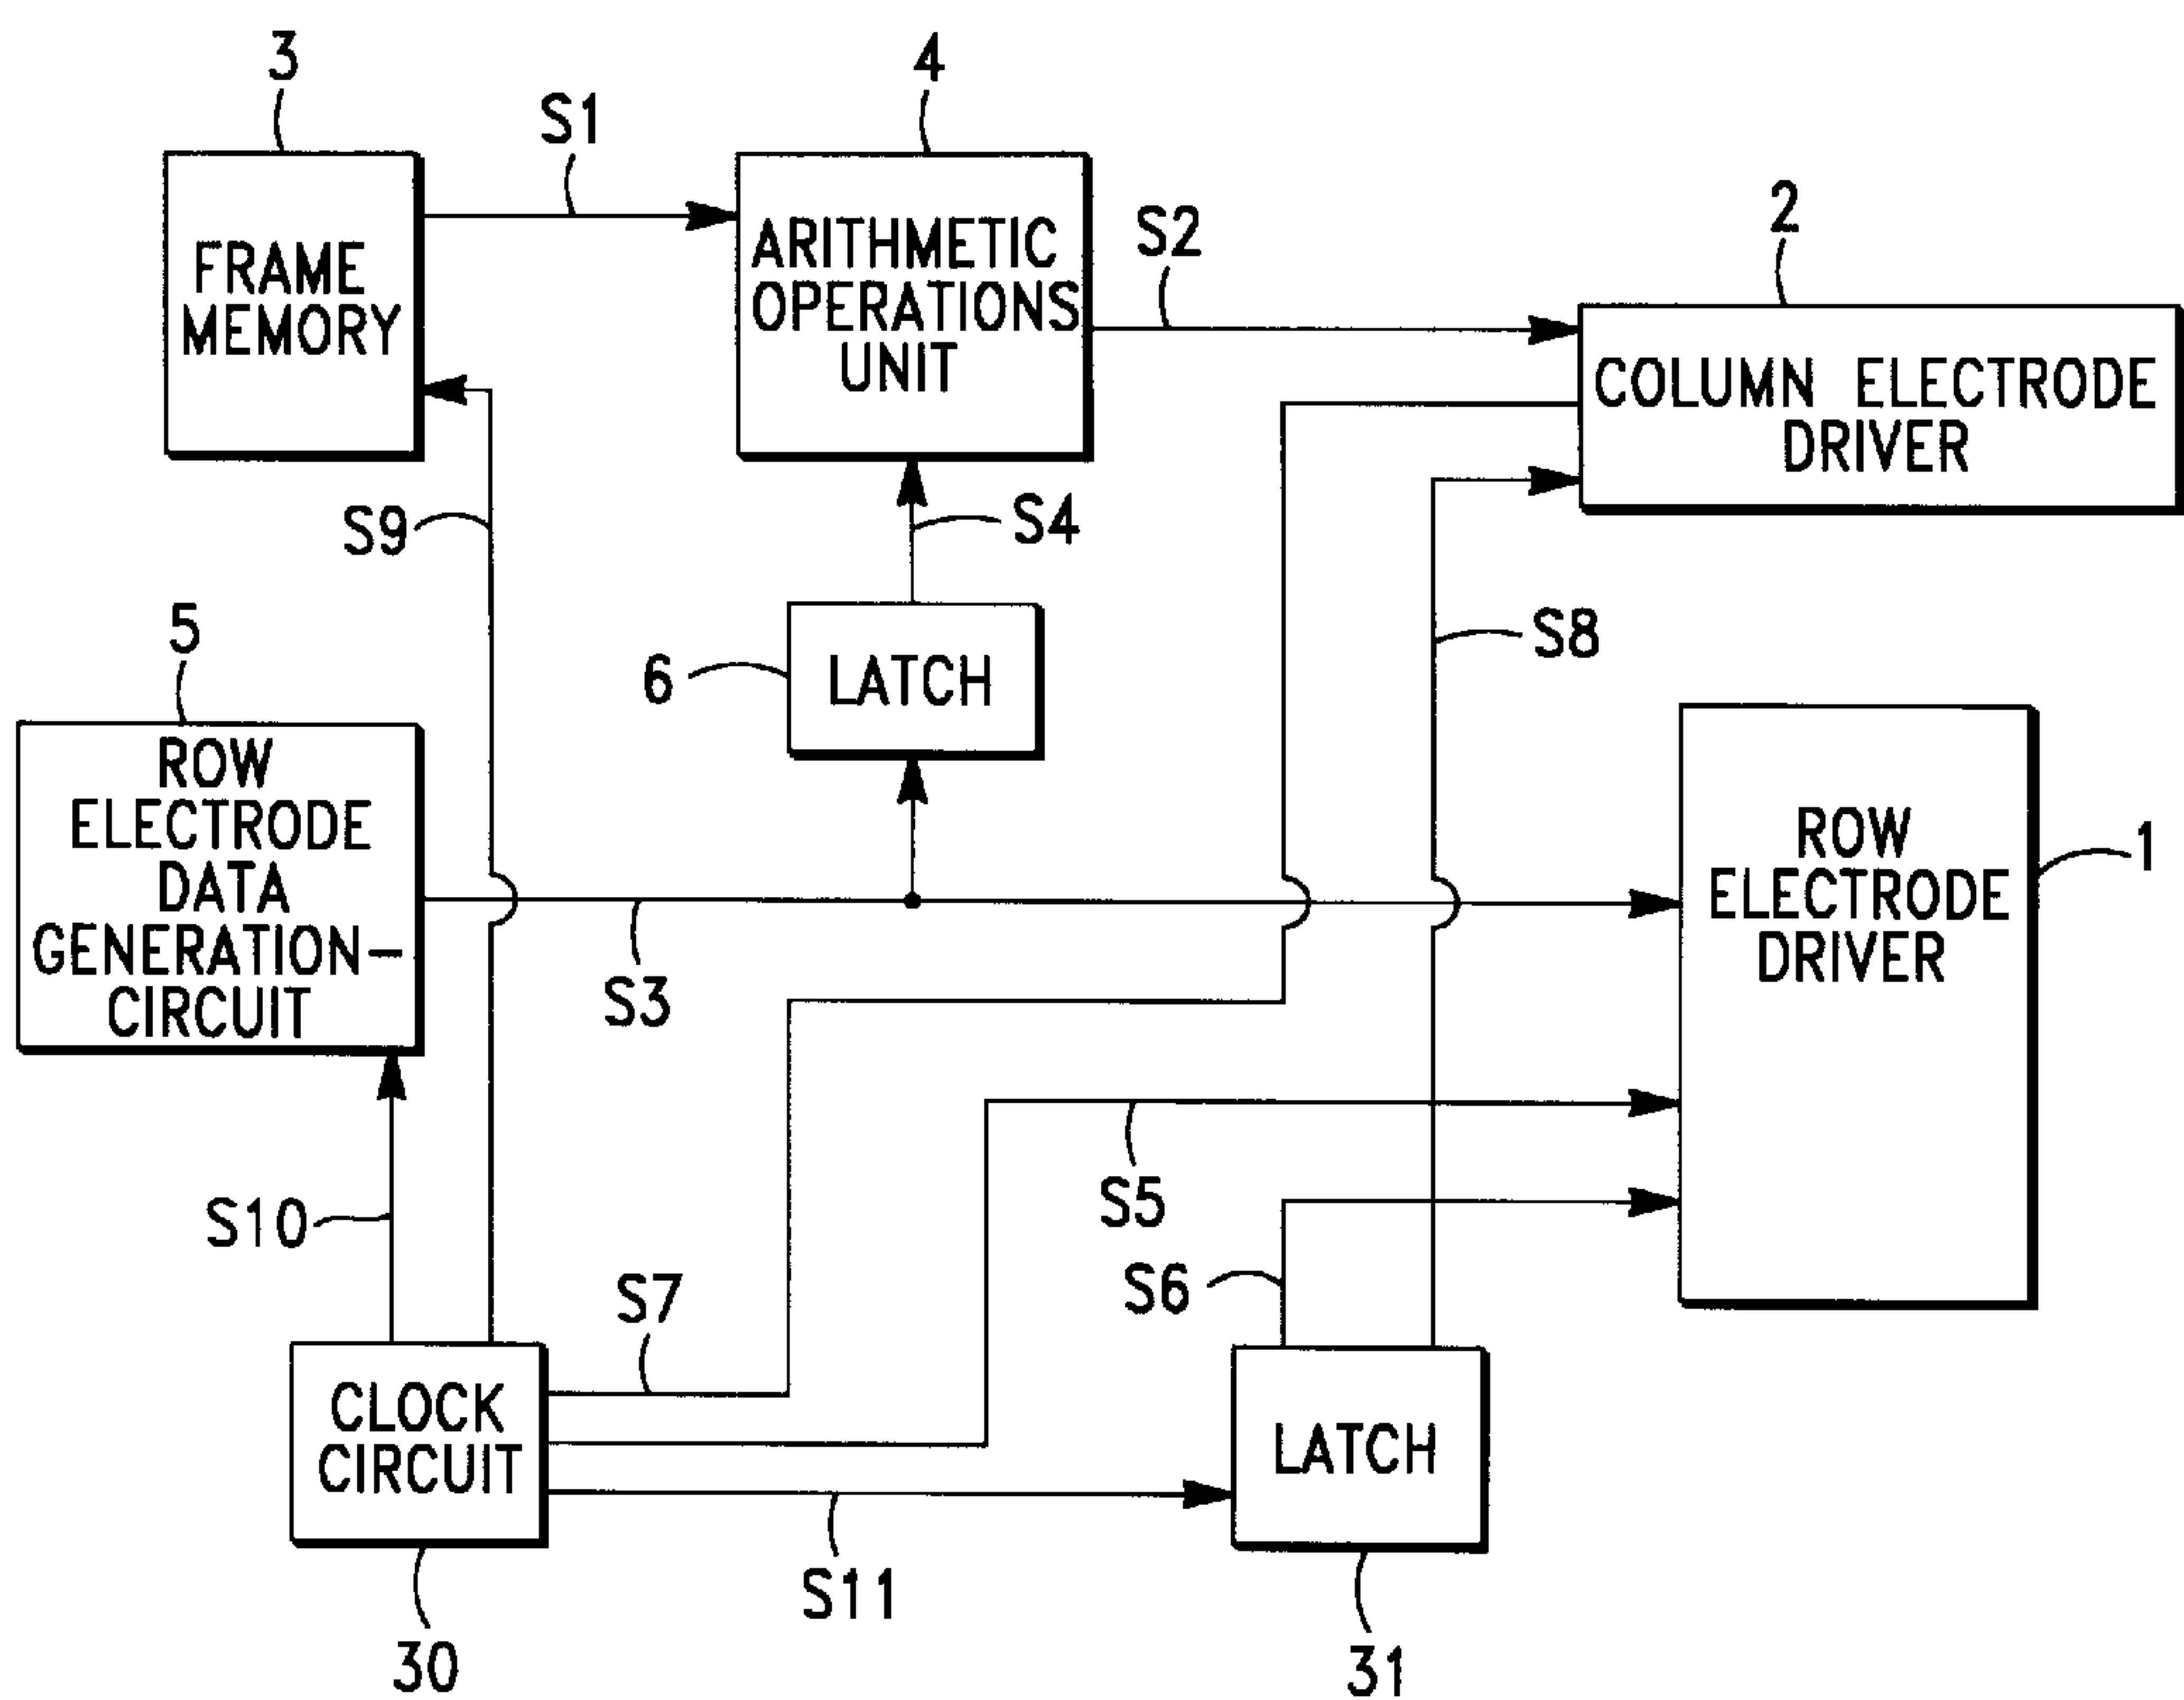 3
4
S1
2
S2
FRAME
MEMORY
ARITHMETIC
OPERATIONS
UNIT
COLUMN ELECTRODE
DRIVER
S9
S4
S8
5
6
LATCH
ROW
ELECTRODE
DATA
GENERATION-
CIRCUIT
ROW
ELECTRODE
DRIVER
1
S3
S10
S5
S7
S6
CLOCK
CIRCUIT
LATCH
S11
30
31